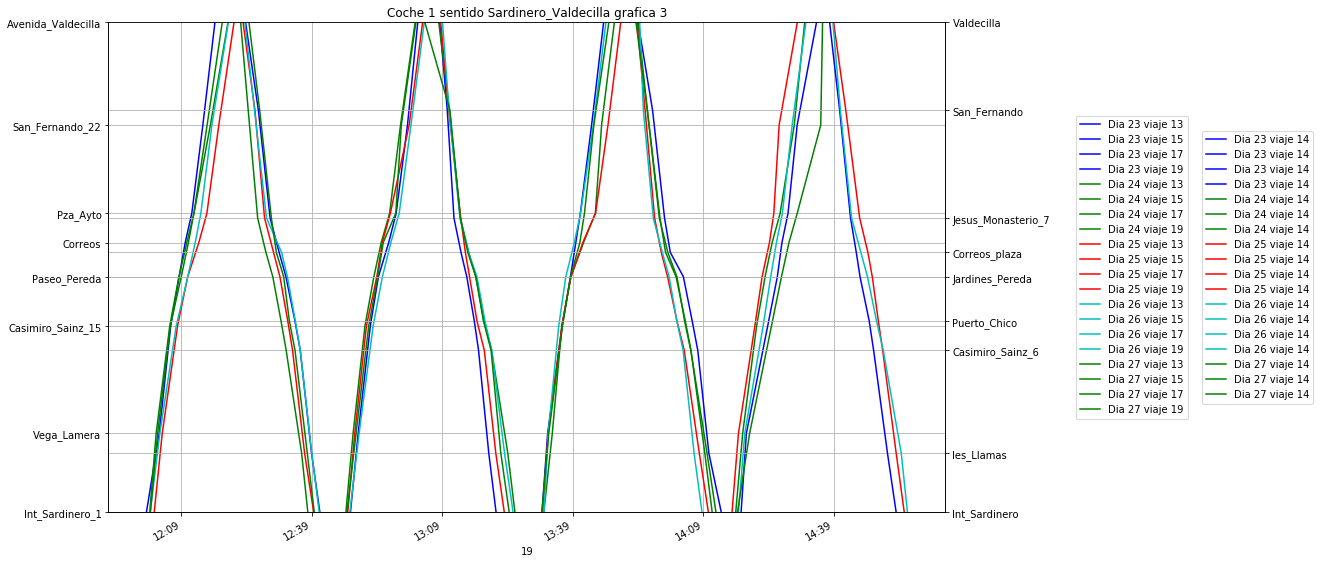 Coche 1 sentido Sardinero_Valdecilla grafica 3
Avenida_Valdecilla
San_Fernando_22
Pza_Ayto
Correos
Paseo_Pereda
Casimiro_Sainz_15
Vega_Lamera
Int_Sardinero_1
Valdecilla
San_Fernando
Jesus_Monasterio_7
Correos_plaza
Jardines_Pereda
Puerto_Chico
Casimiro_Sainz_6
Ies_Llamas
Int_Sardinero
12:09
12:39
13:09
13:39
14:09
14:39
19
Dia 23 viaje 13
Dia 23 viaje 15
Dia 23 viaje 17
Dia 23 viaje 19
Dia 24 viaje 13
Dia 24 viaje 15
Dia 24 viaje 17
Dia 24 viaje 19
Dia 25 viaje 13
Dia 25 viaje 15
Dia 25 viaje 17
Dia 25 viaje 19
Dia 26 viaje 13
Dia 26 viaje 15
Dia 26 viaje 17
Dia 26 viaje 19
Dia 27 viaje 13
Dia 27 viaje 15
Dia 27 viaje 17
Dia 27 viaje 19
Dia 23 viaje 14
Dia 23 viaje 14
Dia 23 viaje 14
Dia 23 viaje 14
Dia 24 viaje 14
Dia 24 viaje 14
Dia 24 viaje 14
Dia 25 viaje 14
Dia 25 viaje 14
Dia 25 viaje 14
Dia 25 viaje 14
Dia 26 viaje 14
Dia 26 viaje 14
Dia 26 viaje 14
Dia 26 viaje 14
Dia 27 viaje 14
Dia 27 viaje 14
Dia 27 viaje 14